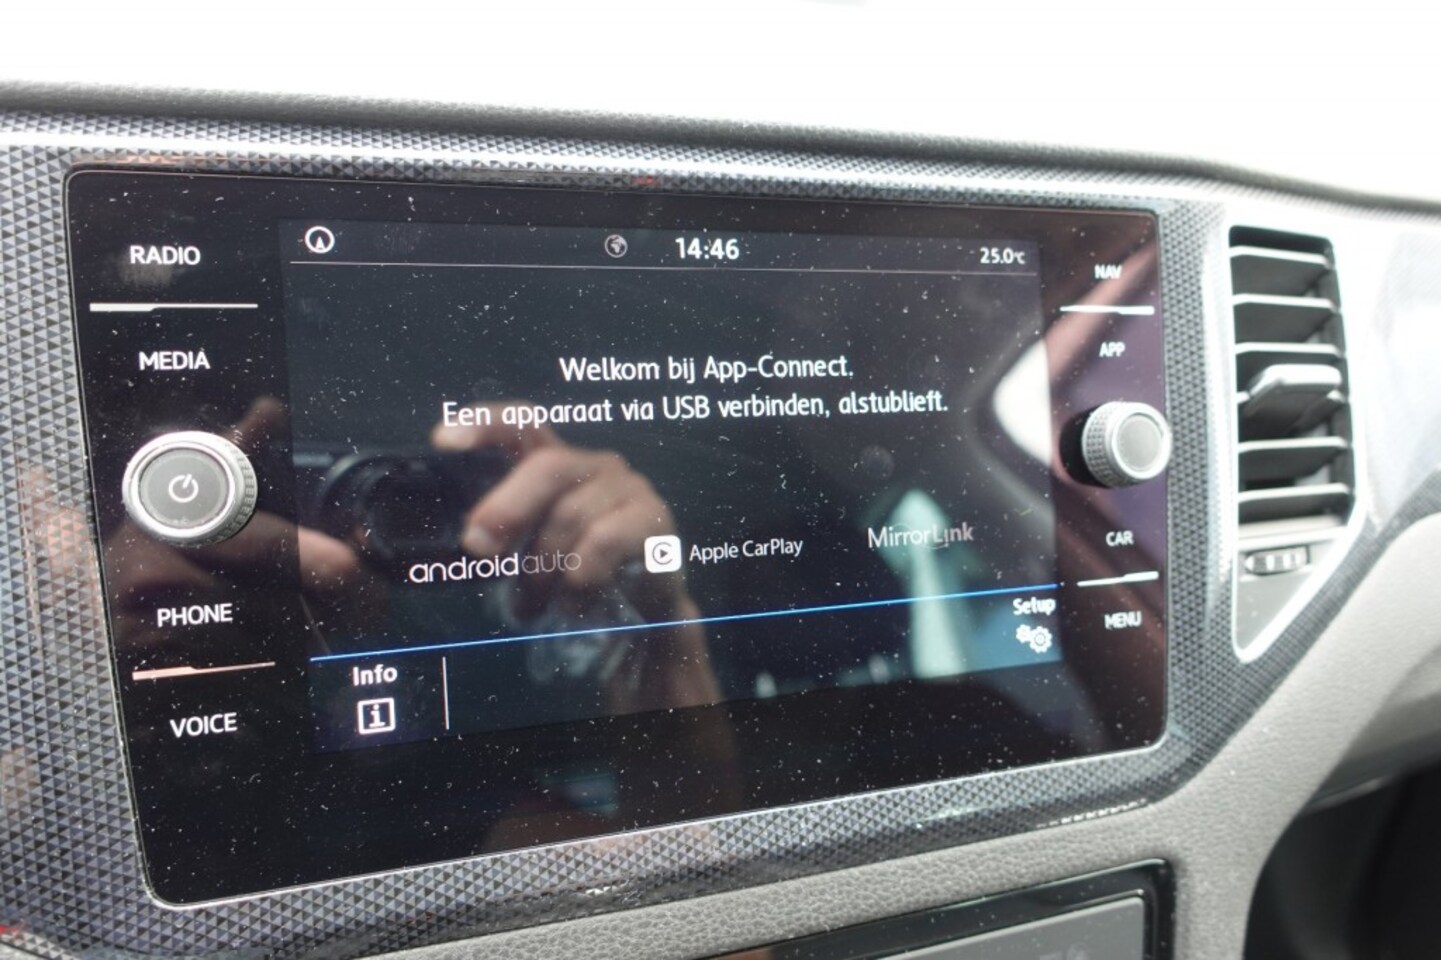 14:46
25.0°C
RADIO
NAV
MEDIA
APP
Welkom bij App-Connect.
Een apparaat via USB verbinden, alstublieft.
androidauto
Apple CarPlay
MirrorLink
CAR
PHONE
Setup
MENU
Info
i
VOICE